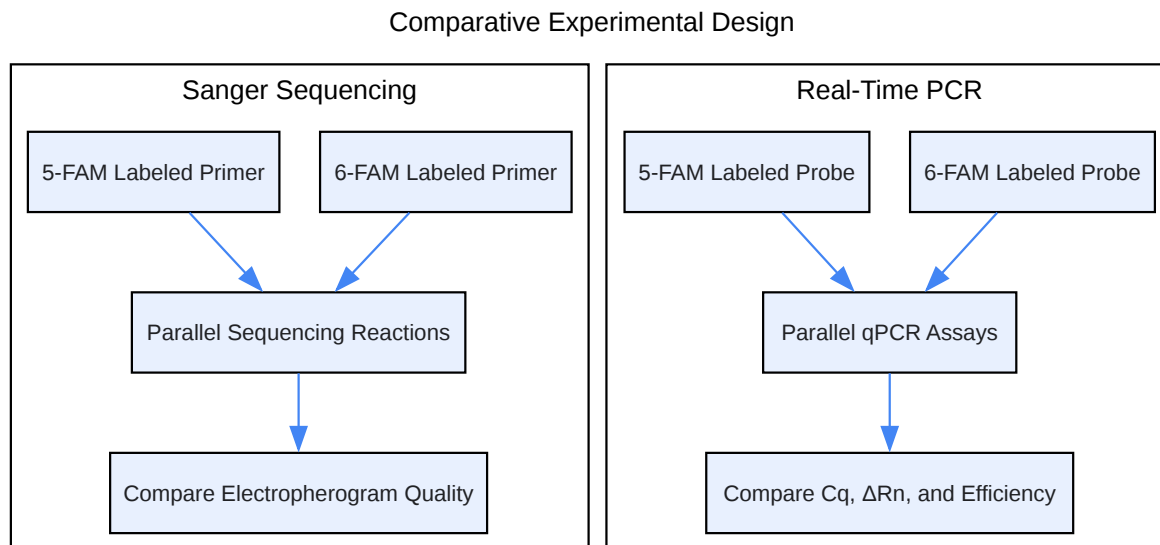 Comparative Experimental Design
Sanger Sequencing
5-FAM Labeled Primer
6-FAM Labeled Primer
Parallel Sequencing Reactions
Compare Electropherogram Quality
Real-Time PCR
5-FAM Labeled Probe
6-FAM Labeled Probe
Parallel qPCR Assays
Compare Cq, ΔRn, and Efficiency